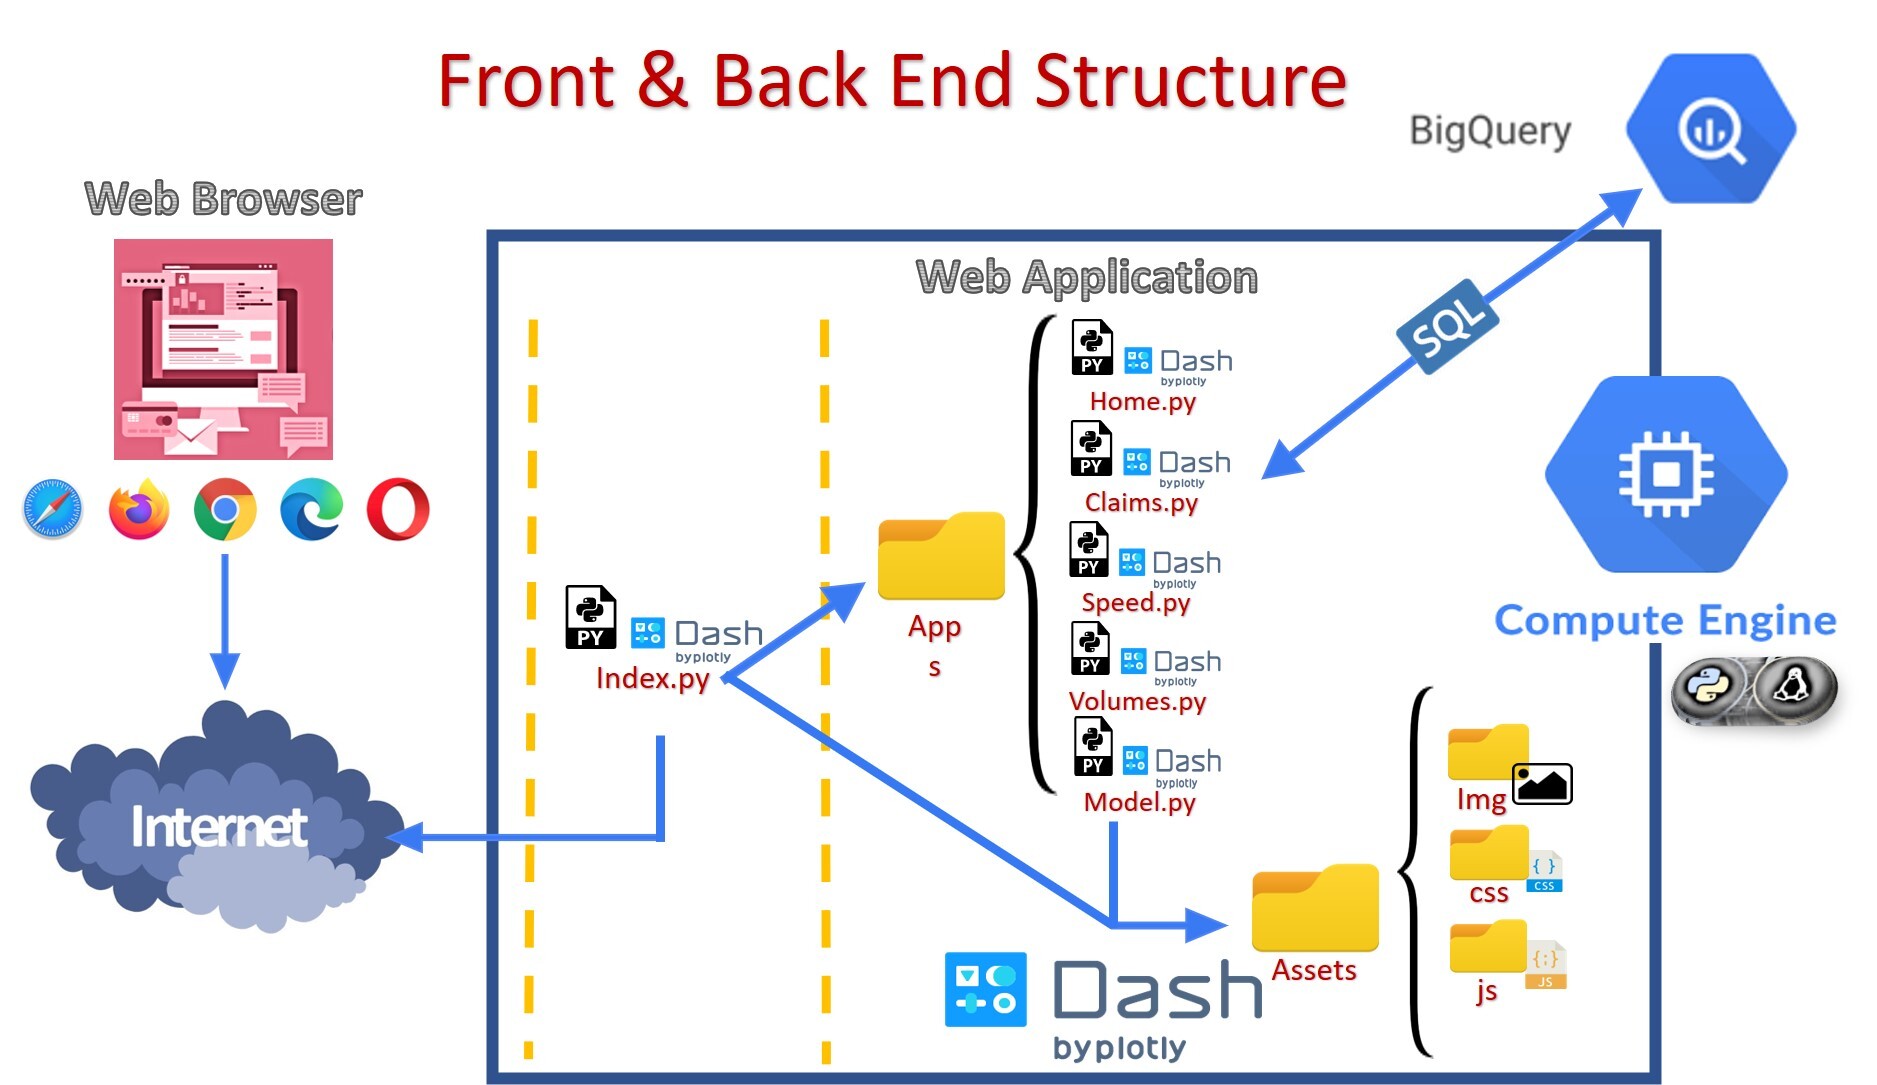 Front & Back End Structure
BigQuery
Web Browser
Web Application
SQL
PY
Dash
byplotly
Home.py
PY
Dash
byplotly
Claims.py
PY
Dash
byplotly
Speed.py
PY
Dash
byplotly
Volumes.py
PY
Dash
byplotly
Model.py
App
s
PY
Dash
byplotly
Index.py
Compute Engine
Internet
Img
css
CSS
js
JS
Assets
Dash
byplotly